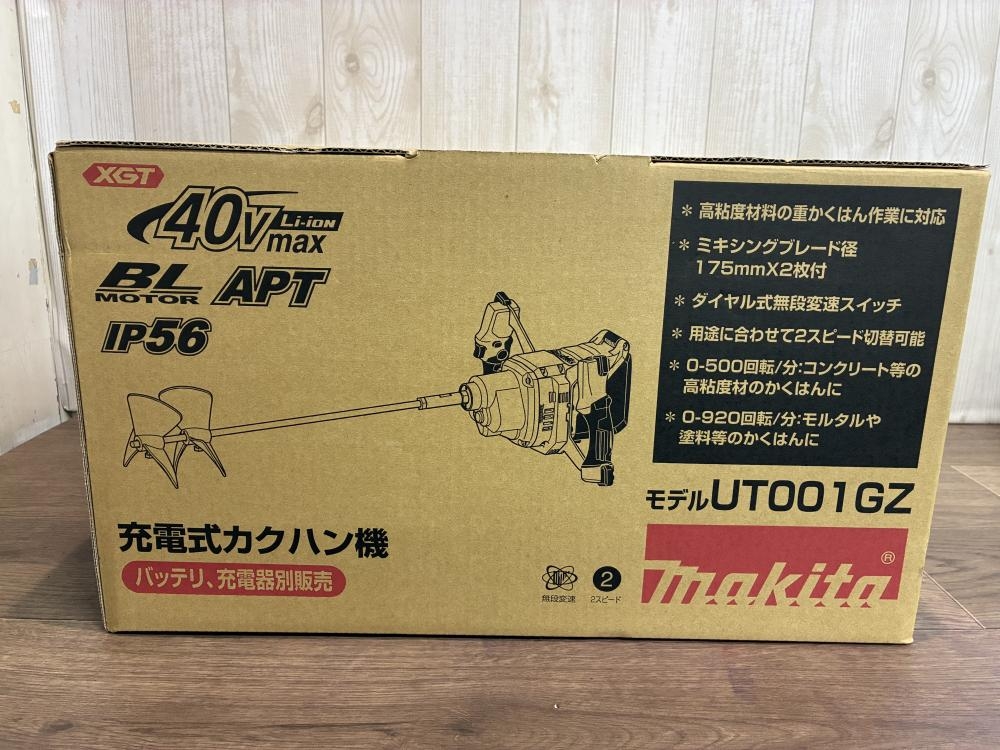 XGT
40Vmax Li-ion
BL MOTOR
APT
IP56
充電式カクハン機
バッテリ、充電器別販売
* 高粘度材料の重かくはん作業に対応
* ミキシングブレード径
175mmX2枚付
* ダイヤル式無段変速スイッチ
* 用途に合わせて2スピード切替可能
* 0-500回転/分:コンクリート等の
高粘度材のかくはんに
* 0-920回転/分:モルタルや
塗料等のかくはんに
モデルUT001GZ
makita®
無段変速
2
2スピード